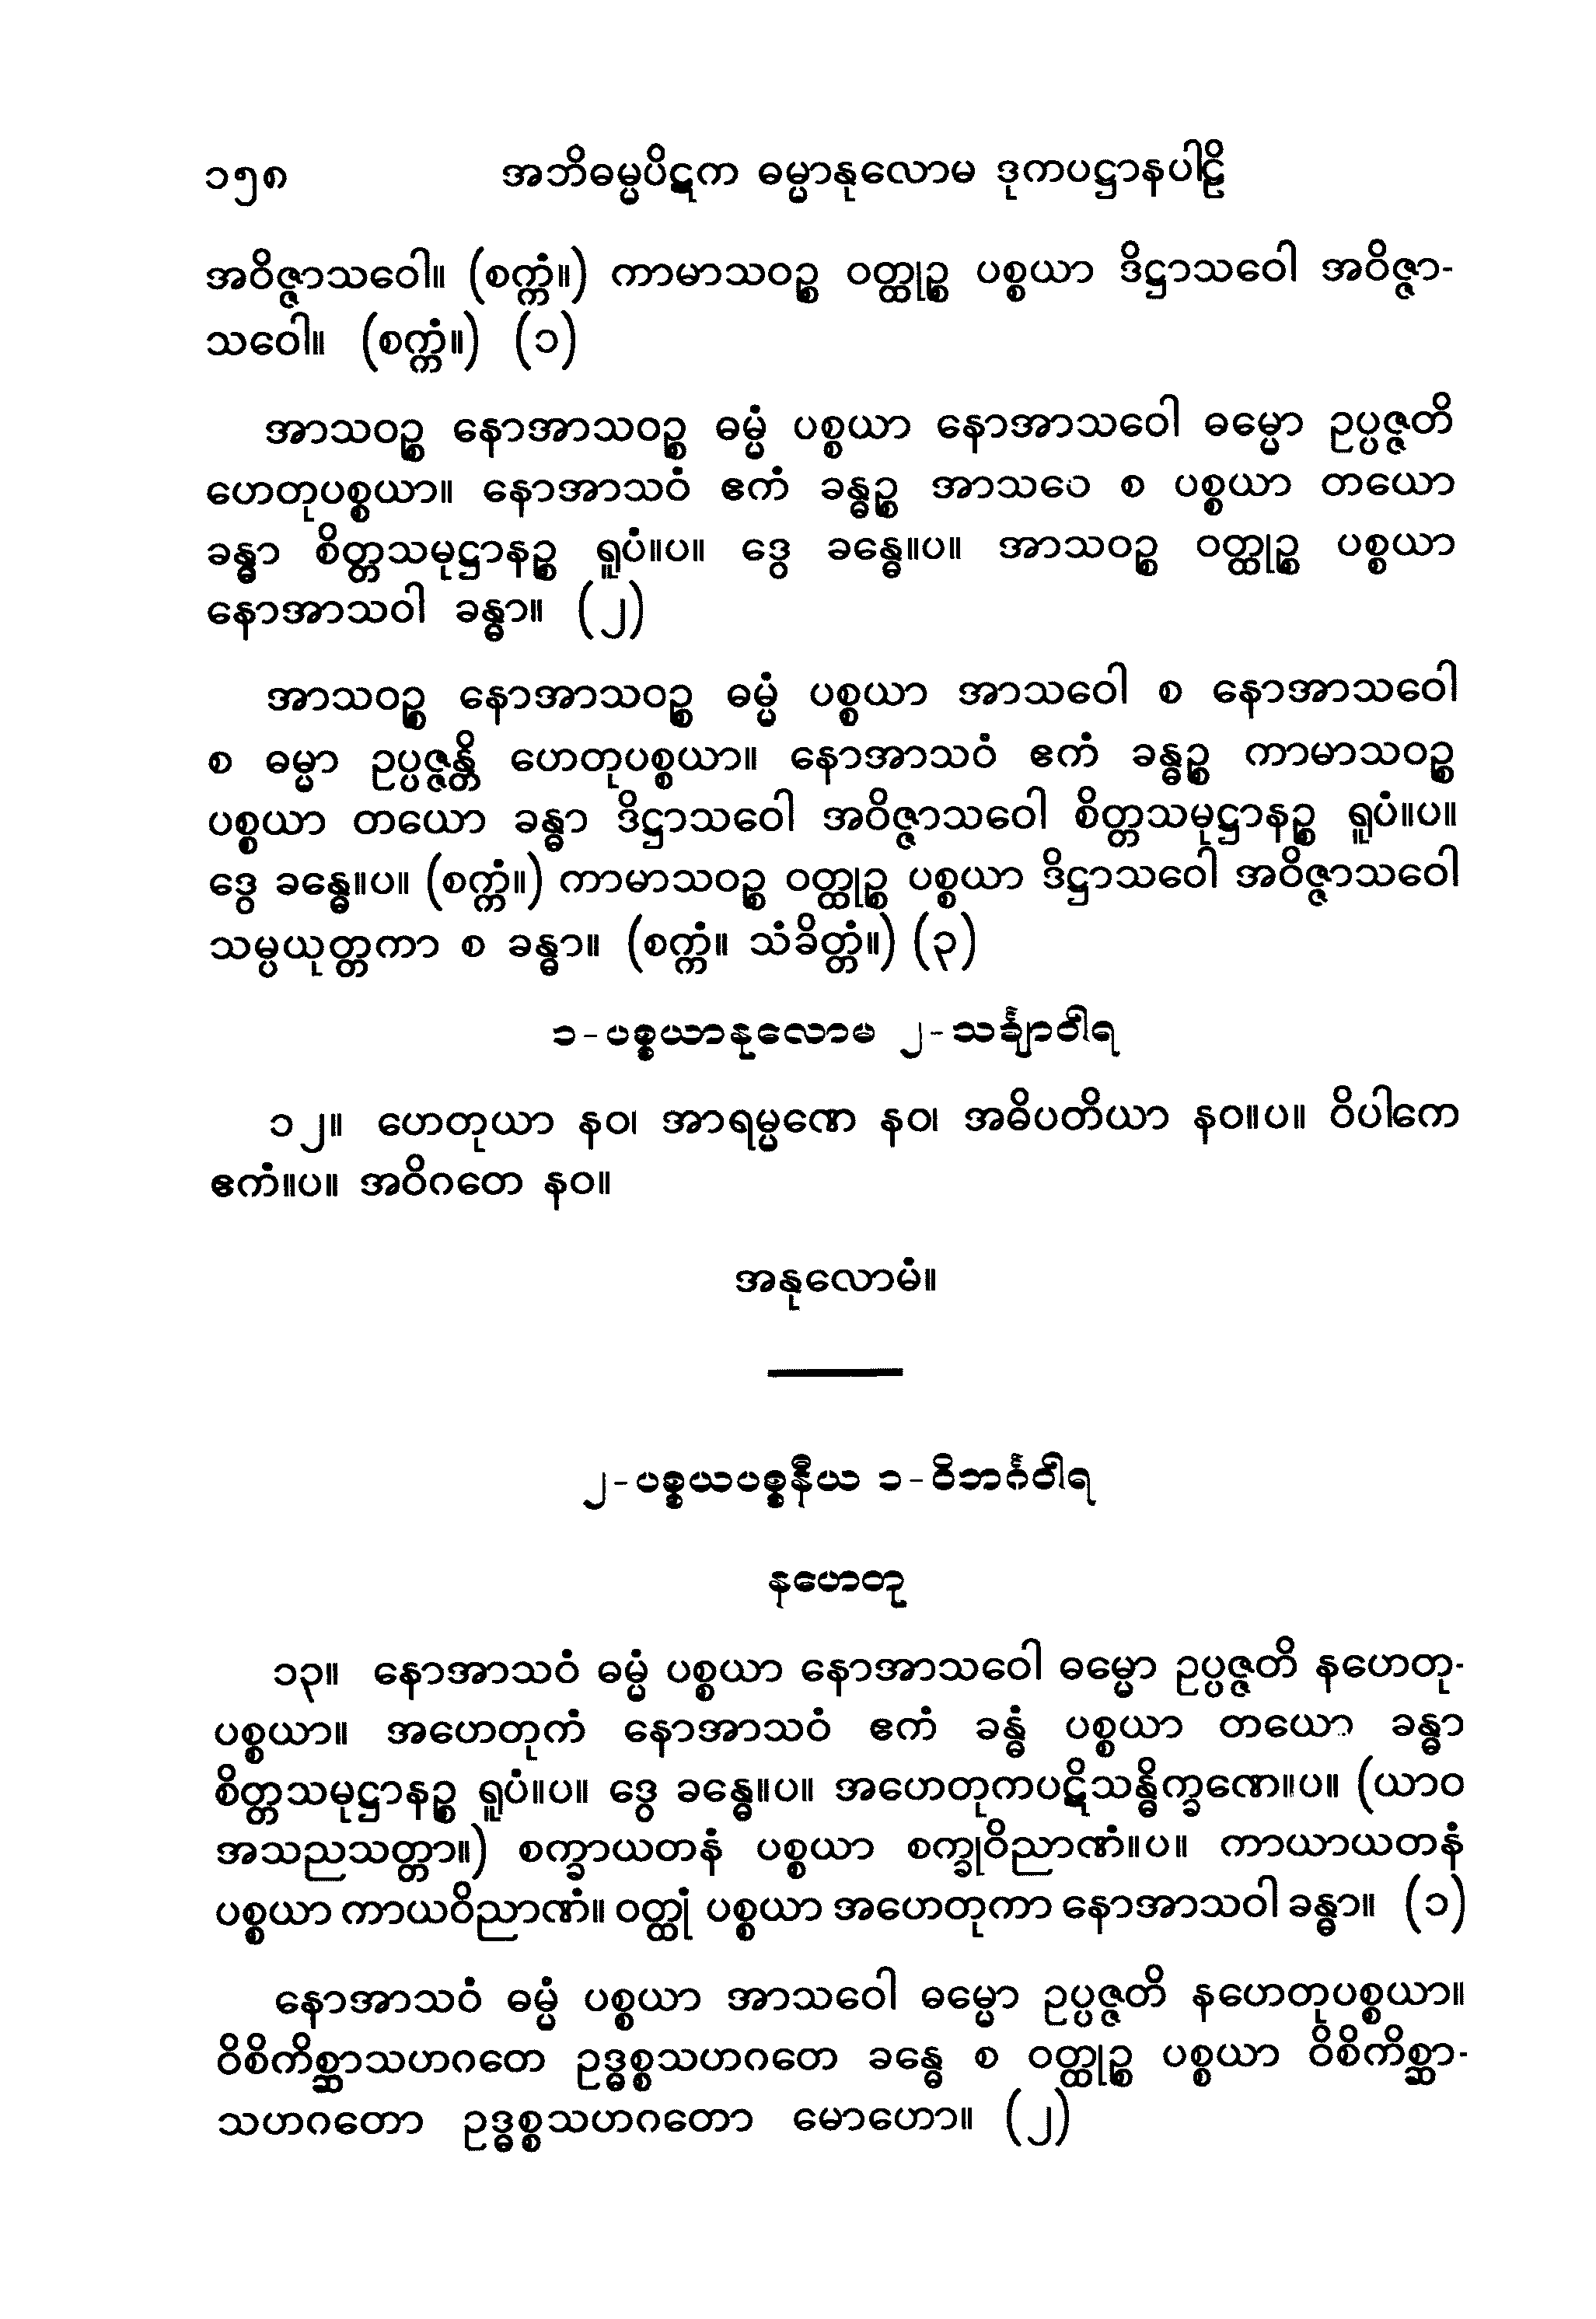 ၁၅၈ အဘိဓမ္မပိဋက ဓမ္မာနုလောမ ဒုကပဋ္ဌာနပါဠိ
အဝိဇ္ဇာသဝေါ။ (စက္ကံ။) ကာမာသဝဉ္စ ဝတ္ထုဉ္စ ပစ္စယာ ဒိဋ္ဌာသဝေါ အဝိဇ္ဇာ-
သဝေါ။ (စက္ကံ။) (၁)
အာသဝဉ္စ နောအာသဝဉ္စ ဓမ္မံ ပစ္စယာ နောအာသဝေါ ဓမ္မော ဥပ္ပဇ္ဇတိ
ဟေတုပစ္စယာ။ နောအာသဝံ ဧကံ ခန္ဓဉ္စ အာသဝေ စ ပစ္စယာ တယော
ခန္ဓာ စိတ္တသမုဋ္ဌာနဉ္စ ရူပံ။ပ။ ဒွေ ခန္ဓေ။ပ။ အာသဝဉ္စ ဝတ္ထုဉ္စ ပစ္စယာ
နောအာသဝါ ခန္ဓာ။ (၂)
အာသဝဉ္စ နောအာသဝဉ္စ ဓမ္မံ ပစ္စယာ အာသဝေါ စ နောအာသဝေါ
စ ဓမ္မာ ဥပ္ပဇ္ဇန္တိ ဟေတုပစ္စယာ။ နောအာသဝံ ဧကံ ခန္ဓဉ္စ ကာမာသဝဉ္စ
ပစ္စယာ တယော ခန္ဓာ ဒိဋ္ဌာသဝေါ အဝိဇ္ဇာသဝေါ စိတ္တသမုဋ္ဌာနဉ္စ ရူပံ။ပ။
ဒွေ ခန္ဓေ။ပ။ (စက္ကံ။) ကာမာသဝဉ္စ ဝတ္ထုဉ္စ ပစ္စယာ ဒိဋ္ဌာသဝေါ အဝိဇ္ဇာသဝေါ
သမ္ပယုတ္တကာ စ ခန္ဓာ။ (စက္ကံ။ သံခိတ္တံ။) (၃)
၁-ပစ္စယာနုလောမ ၂-သင်္ချာဝါရ
၁၂။ ဟေတုယာ နဝ၊ အာရမ္မဏေ နဝ၊ အဓိပတိယာ နဝ။ပ။ ဝိပါကေ
ဧကံ။ပ။ အဝိဂတေ နဝ။
အနုလောမံ။
၂-ပစ္စယပစ္စနီယ ၁-ဝိဘင်္ဂဝါရ
နဟေတု
၁၃။ နောအာသဝံ ဓမ္မံ ပစ္စယာ နောအာသဝေါ ဓမ္မော ဥပ္ပဇ္ဇတိ နဟေတု-
ပစ္စယာ။ အဟေတုကံ နောအာသဝံ ဧကံ ခန္ဓံ ပစ္စယာ တယော ခန္ဓာ
စိတ္တသမုဋ္ဌာနဉ္စ ရူပံ။ပ။ ဒွေ ခန္ဓေ။ပ။ အဟေတုကပဋိသန္ဓိက္ခဏေ။ပ။ (ယာဝ
အသညသတ္တာ။) စက္ခာယတနံ ပစ္စယာ စက္ခုဝိညာဏံ။ပ။ ကာယာယတနံ
ပစ္စယာ ကာယဝိညာဏံ။ ဝတ္ထုံ ပစ္စယာ အဟေတုကာ နောအာသဝါ ခန္ဓာ။ (၁)
နောအာသဝံ ဓမ္မံ ပစ္စယာ အာသဝေါ ဓမ္မော ဥပ္ပဇ္ဇတိ နဟေတုပစ္စယာ။
ဝိစိကိစ္ဆာသဟဂတေ ဥဒ္ဓစ္စသဟဂတေ ခန္ဓေ စ ဝတ္ထုဉ္စ ပစ္စယာ ဝိစိကိစ္ဆာ-
သဟဂတော ဥဒ္ဓစ္စသဟဂတော မောဟော။ (၂)